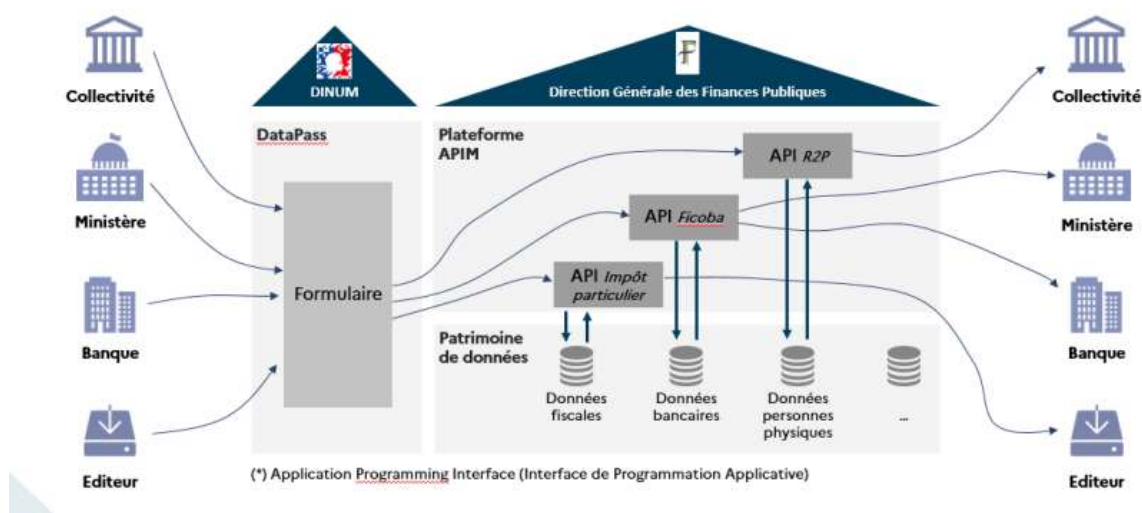 Collectivité
Ministère
Banque
Editeur
DINUM
DataPass
Formulaire
Direction Générale des Finances Publiques
Plateforme
APIM
API R2P
API Ficoba
API Impôt
particulier
Patrimoine
de données
Données
fiscales
Données
bancaires
Données
personnes
physiques
...
Collectivité
Ministère
Banque
Editeur
(*) Application Programming Interface (Interface de Programmation Applicative)